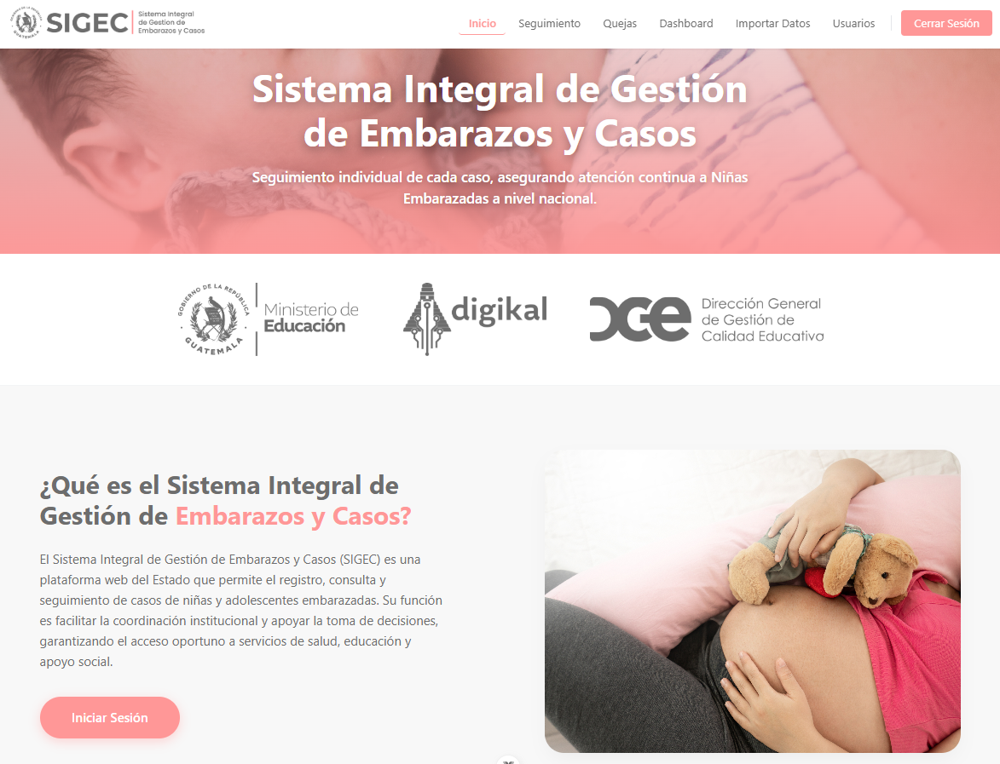 SIGEC
Sistema Integral
de Gestion de
Embarazos y Casos
Inicio
Seguimiento
Quejas
Dashboard
Importar Datos
Usuarios
Cerrar Sesión
Sistema Integral de Gestión
de Embarazos y Casos
Seguimiento individual de cada caso, asegurando atención continua a Niñas
Embarazadas a nivel nacional.
GOBIERNO DE LA REPÚBLICA
GUATEMALA
Ministerio de
Educación
digikal
DGE
Dirección General
de Gestión de
Calidad Educativa
¿Qué es el Sistema Integral de
Gestión de Embarazos y Casos?
El Sistema Integral de Gestión de Embarazos y Casos (SIGEC) es una
plataforma web del Estado que permite el registro, consulta y
seguimiento de casos de niñas y adolescentes embarazadas. Su función
es facilitar la coordinación institucional y apoyar la toma de decisiones,
garantizando el acceso oportuno a servicios de salud, educación y
apoyo social.
Iniciar Sesión